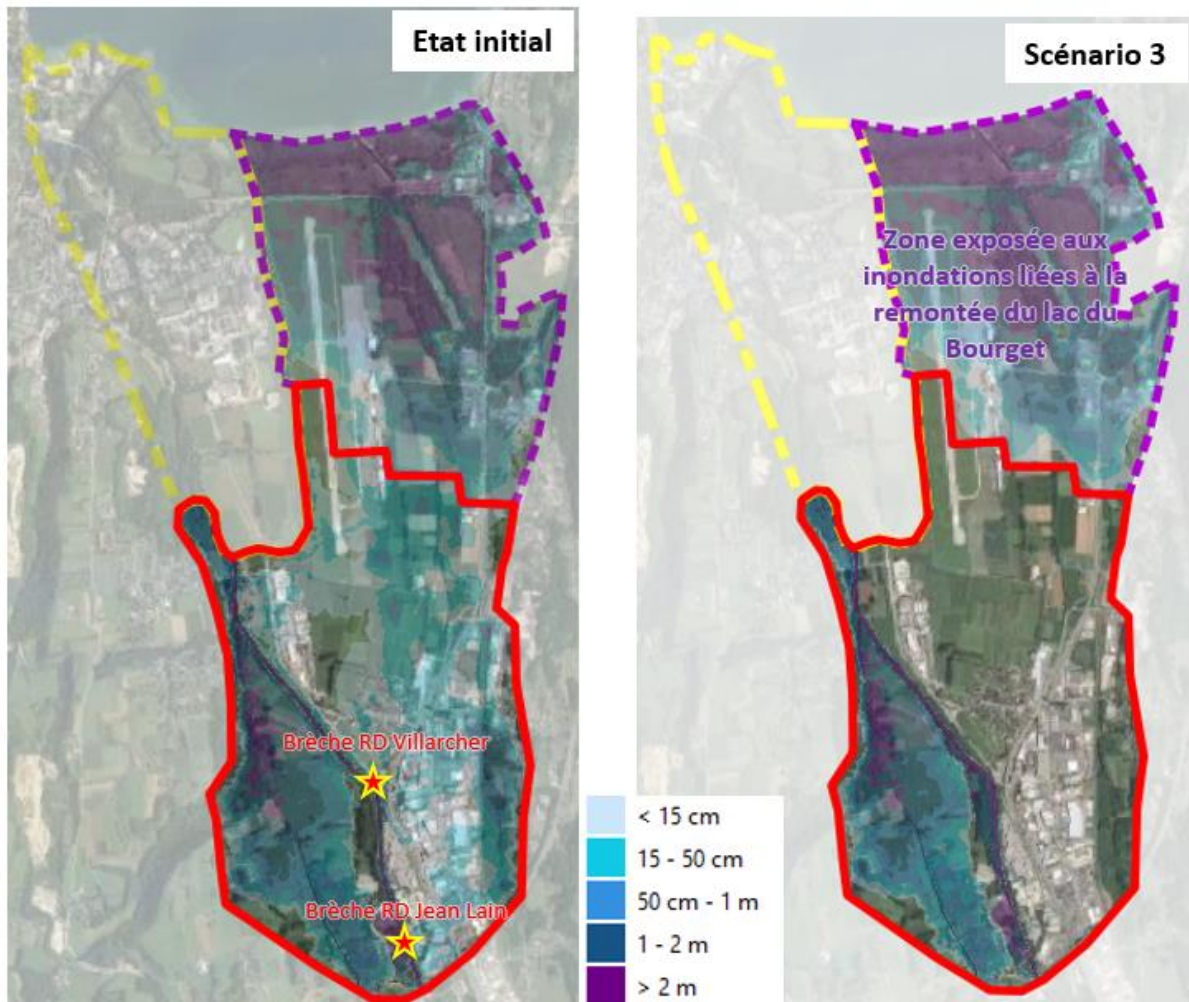 Etat initial
Scénario 3
Zone exposée aux
inondations liées à la
remontée du lac du
Bourget
Brèche RD Villarcher
Brèche RD Jean Lain
< 15 cm
15 - 50 cm
50 cm - 1 m
1 - 2 m
> 2 m